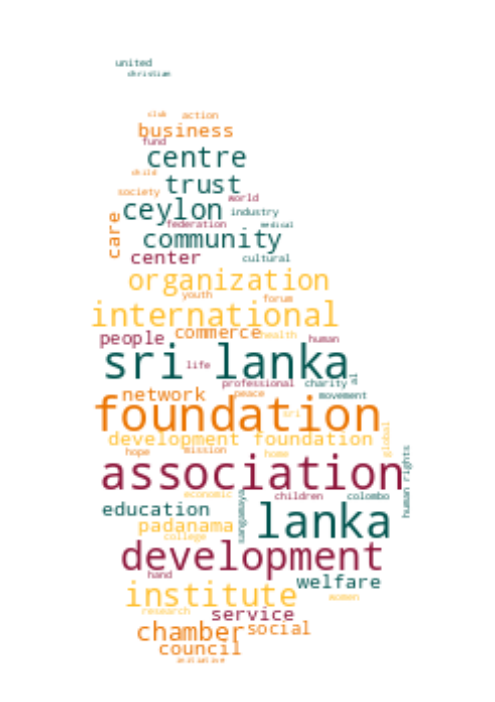 united
christian
club action
business
fund
centre
child
trust
society world
ceylon industry
care
federation medical
community
center cultural
organization
youth forum
international
commerce health
people human
sri lanka
life
al
professional charity
network peace movement
foundation
sri
development foundation
global
hope mission home
association
human rights
economic children colombo
sangamaya
education lanka
padanama
college
development
hand welfare
institute women
research service
chamber social
council
initiative